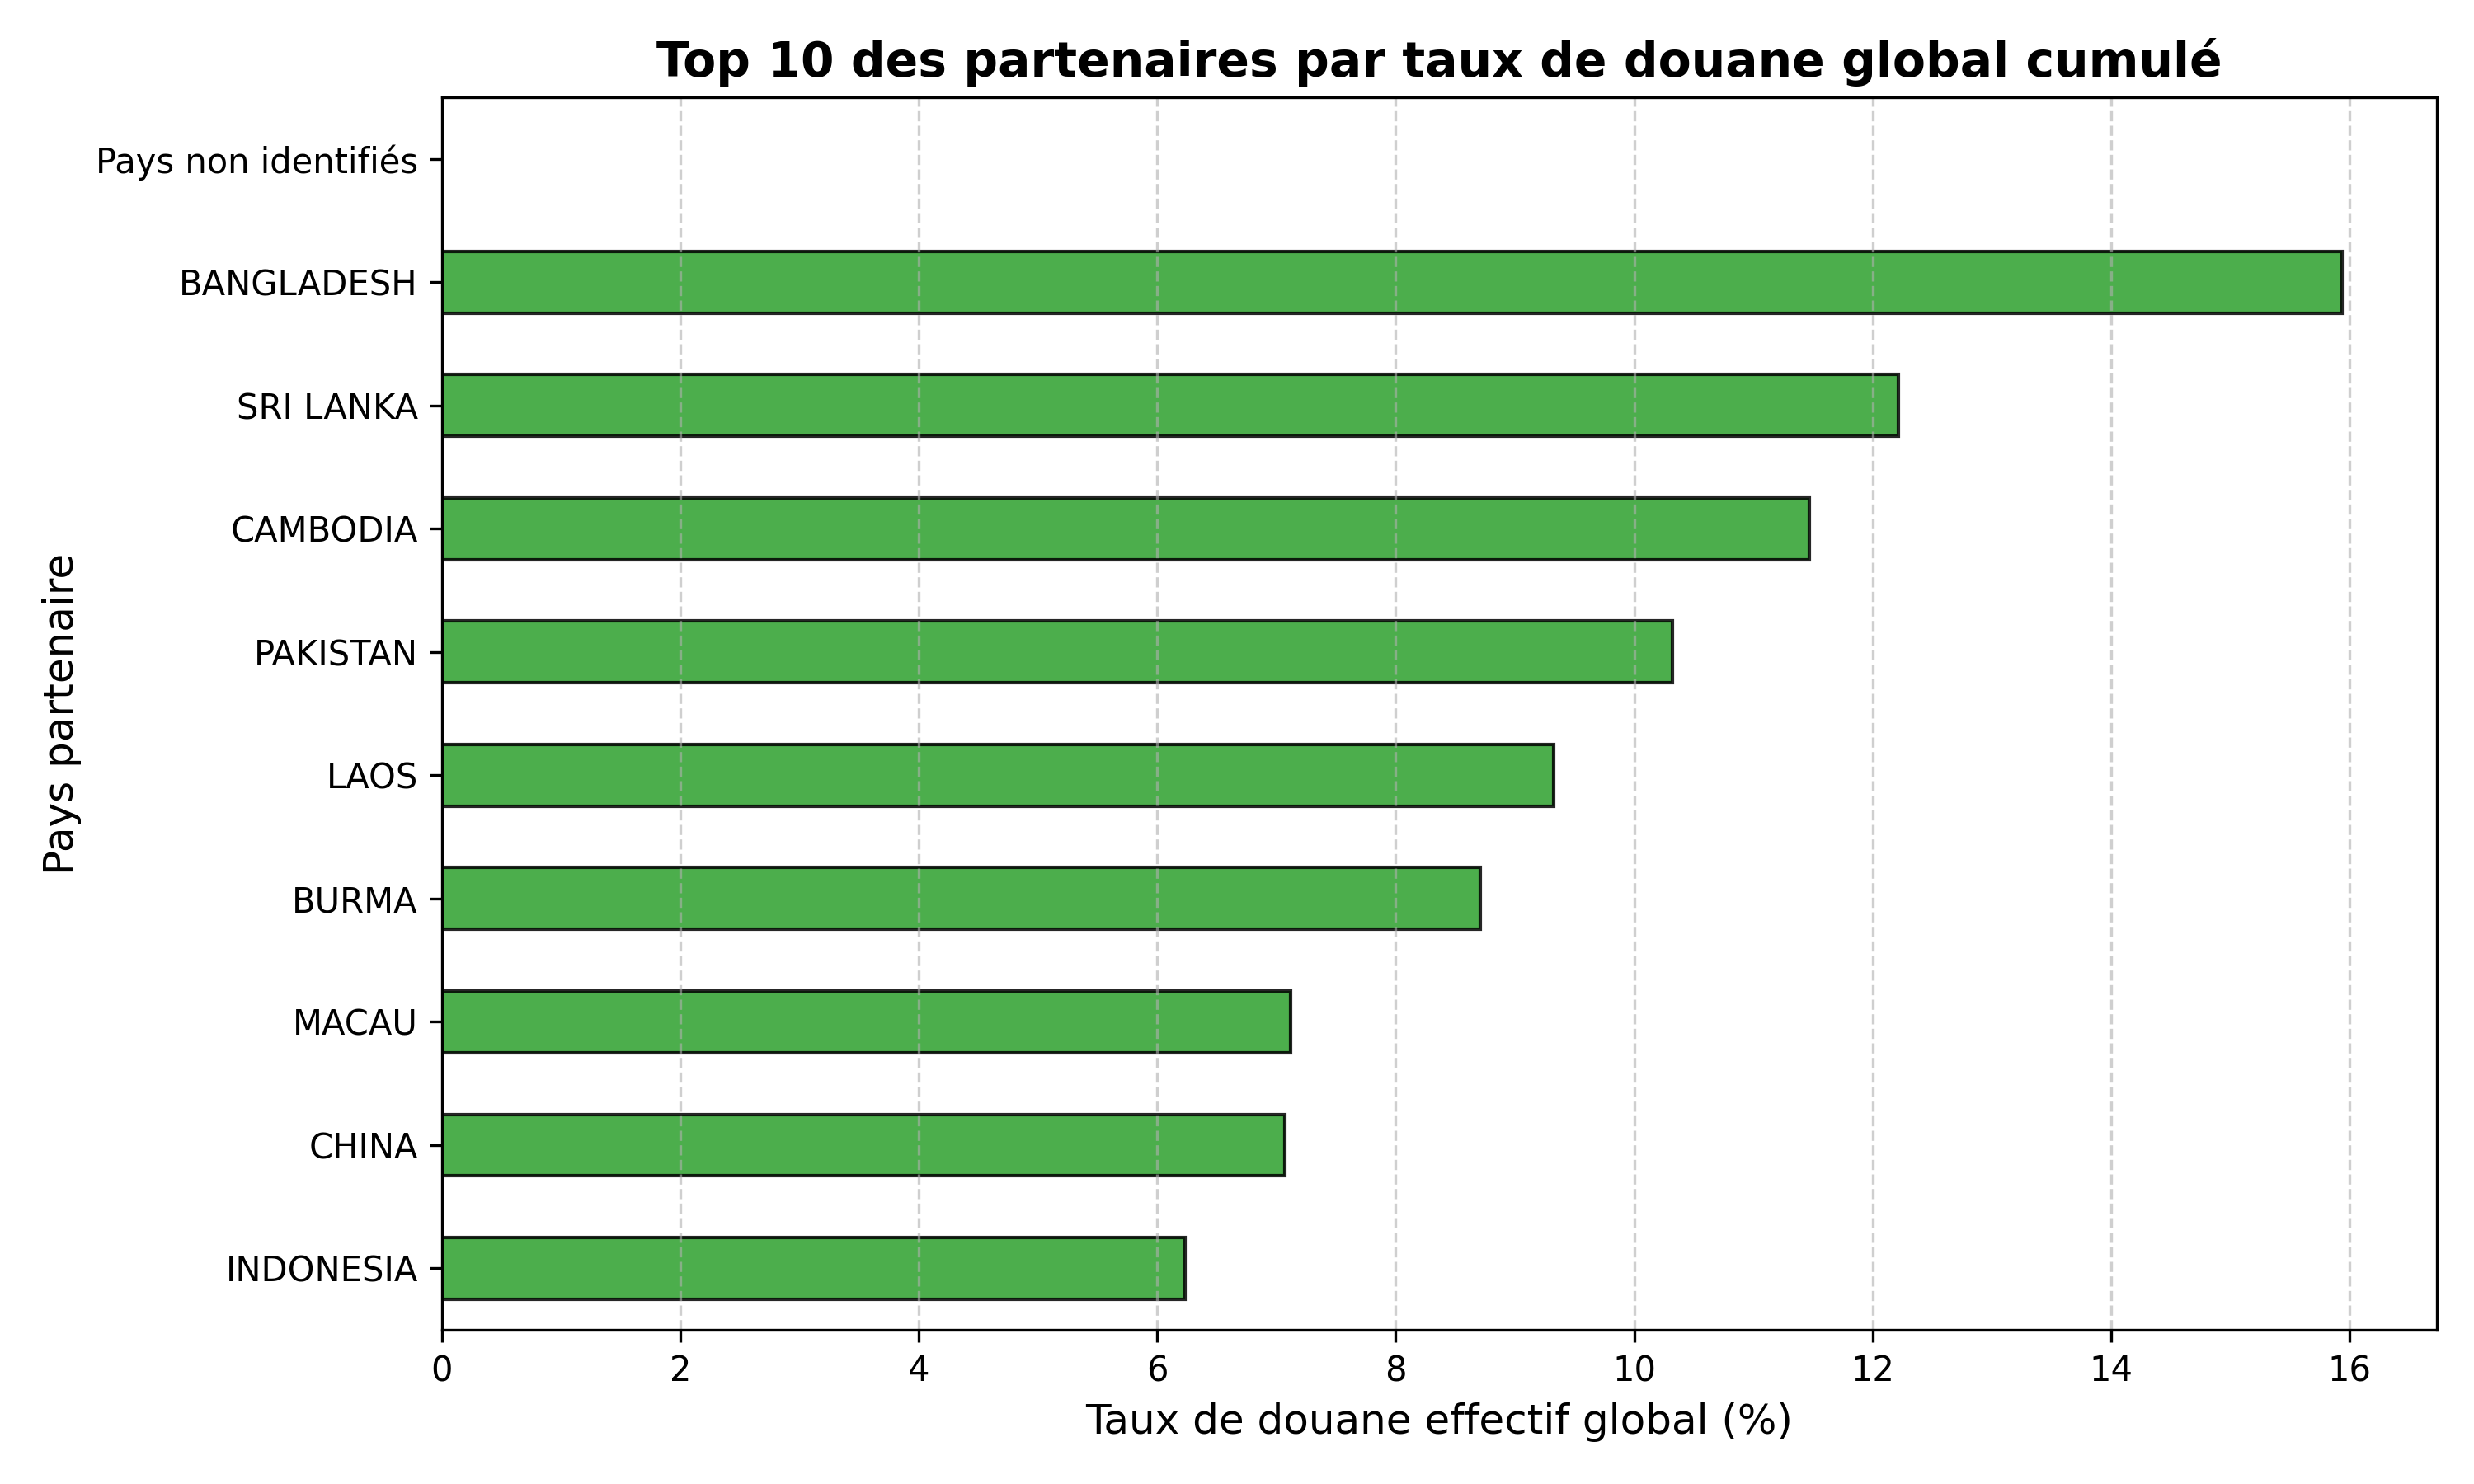 Top 10 des partenaires par taux de douane global cumulé
Pays partenaire
Pays non identifiés
BANGLADESH
SRI LANKA
CAMBODIA
PAKISTAN
LAOS
BURMA
MACAU
CHINA
INDONESIA
0 2 4 6 8 10 12 14 16
Taux de douane effectif global (%)